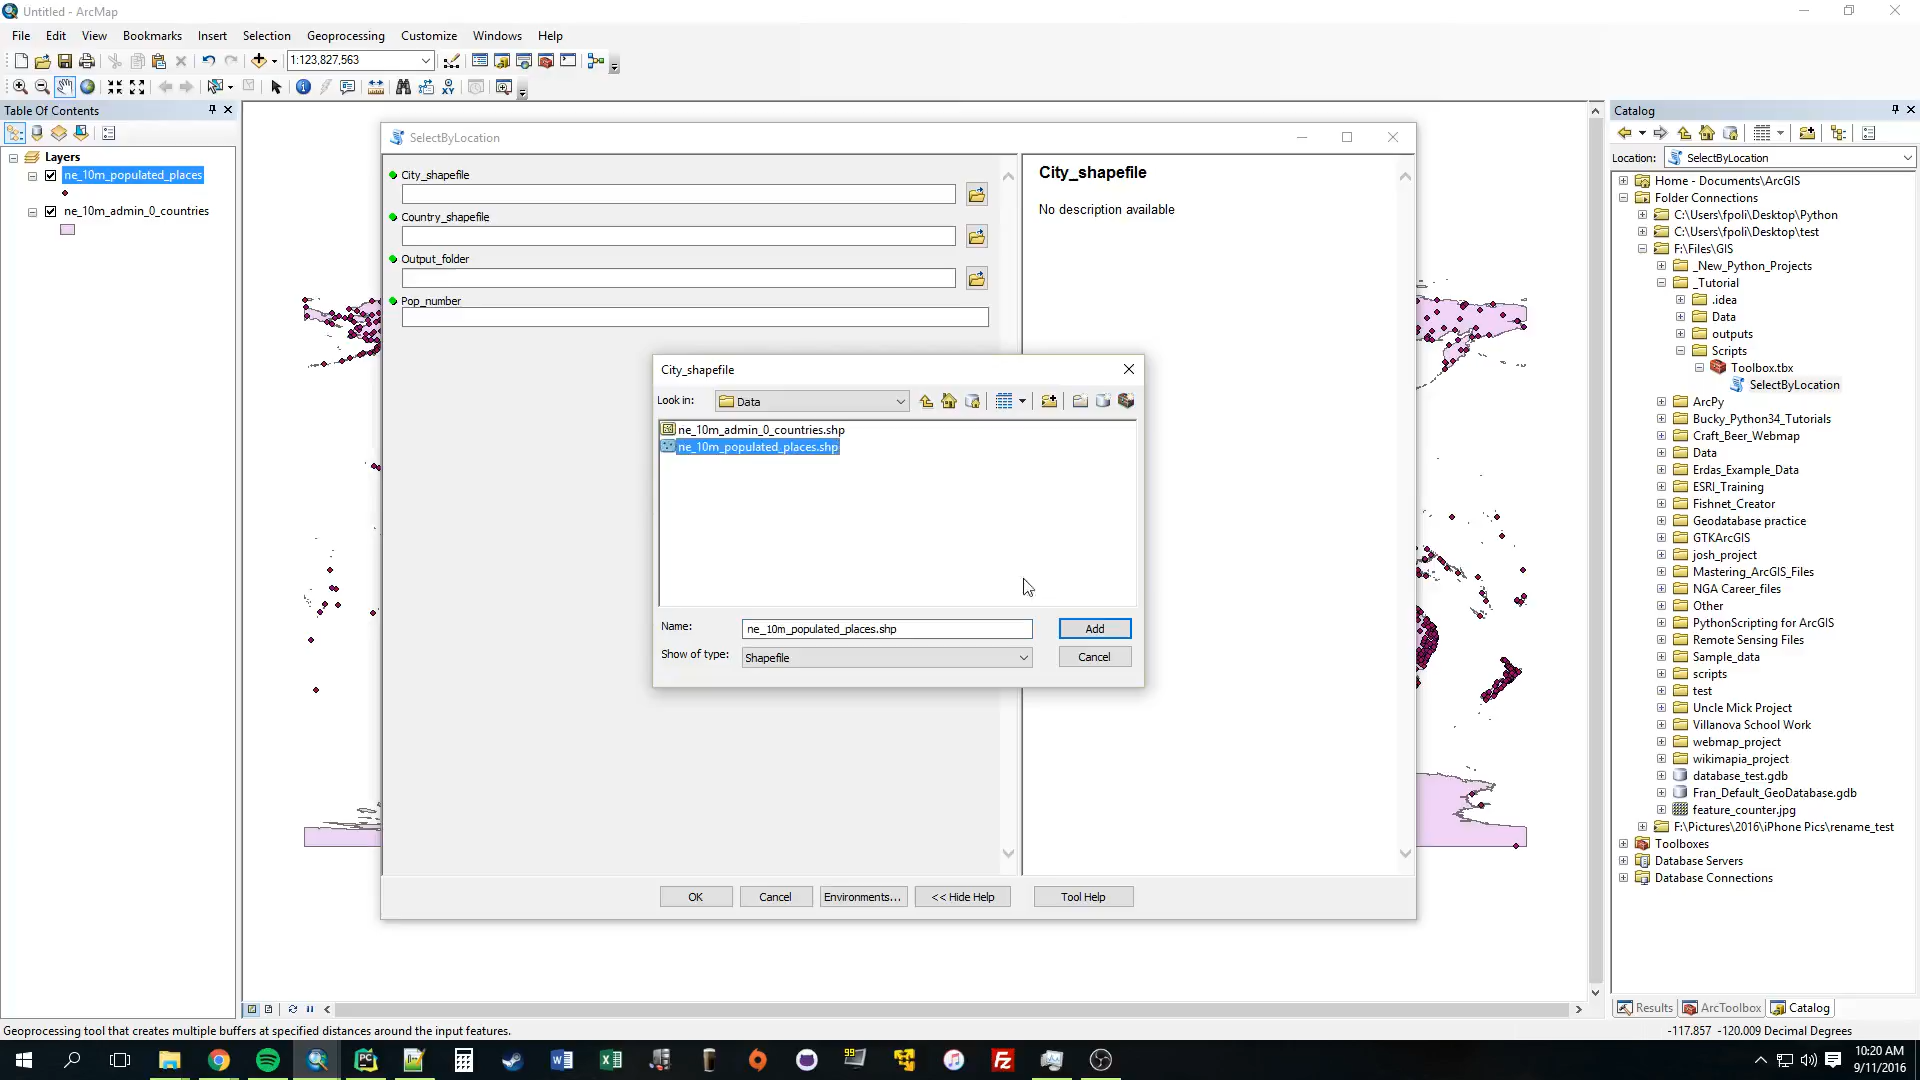 Untitled - ArcMap
File Edit View Bookmarks Insert Selection Geoprocessing Customize Windows Help
1:123,827,563
Table Of Contents
Layers
ne_10m_populated_places
ne_10m_admin_0_countries
SelectByLocation
City_shapefile
Country_shapefile
Output_folder
Pop_number
City_shapefile
No description available
City_shapefile
Look in: Data
ne_10m_admin_0_countries.shp
ne_10m_populated_places.shp
Name: ne_10m_populated_places.shp Add
Show of type: Shapefile Cancel
OK Cancel Environments... << Hide Help Tool Help
Catalog
Location: SelectByLocation
Home - Documents\ArcGIS
Folder Connections
C:\Users\fpoli\Desktop\Python
C:\Users\fpoli\Desktop\test
F:\Files\GIS
_New_Python_Projects
_Tutorial
.idea
Data
outputs
Scripts
Toolbox.tbx
SelectByLocation
ArcPy
Bucky_Python34_Tutorials
Craft_Beer_Webmap
Data
Erdas_Example_Data
ESRI_Training
Fishnet_Creator
Geodatabase practice
GTKArcGIS
josh_project
Mastering_ArcGIS_Files
NGA Career_files
Other
PythonScripting for ArcGIS
Remote Sensing Files
Sample_data
scripts
test
Uncle Mick Project
Villanova School Work
webmap_project
wikimapia_project
database_test.gdb
Fran_Default_GeoDatabase.gdb
feature_counter.jpg
F:\Pictures\2016\iPhone Pics\rename_test
Toolboxes
Database Servers
Database Connections
Results ArcToolbox Catalog
Geoprocessing tool that creates multiple buffers at specified distances around the input features.
-117.857 -120.009 Decimal Degrees
10:20 AM
9/11/2016